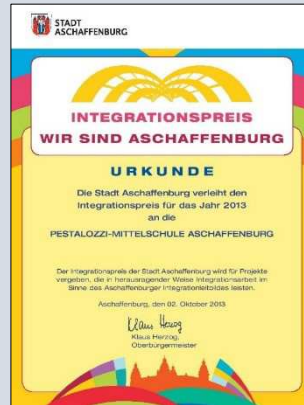 STADT
ASCHAFFENBURG
INTEGRATIONSPREIS
WIR SIND ASCHAFFENBURG
URKUNDE
Die Stadt Aschaffenburg verleiht den
Integrationspreis für das Jahr 2013
an die
PESTALOZZI-MITTELSCHULE ASCHAFFENBURG
Der Integrationspreis der Stadt Aschaffenburg wird für Projekte
vergeben, die in herausragender Weise Integrationsarbeit im
Sinne des Aschaffenburger Integrationsleitbildes leisten.
Aschaffenburg, den 02. Oktober 2013
Klaus Herzog
Klaus Herzog,
Oberbürgermeister